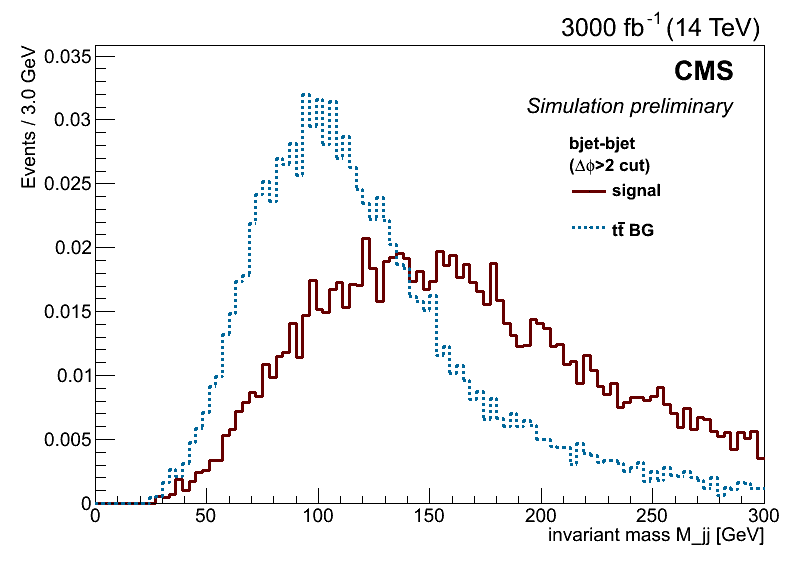 3000 fb⁻¹ (14 TeV)
CMS
Simulation preliminary
bjet-bjet
(Δϕ>2 cut)
signal
tt̄ BG
Events / 3.0 GeV
0.035
0.03
0.025
0.02
0.015
0.01
0.005
0
0 50 100 150 200 250 300
invariant mass M_jj [GeV]